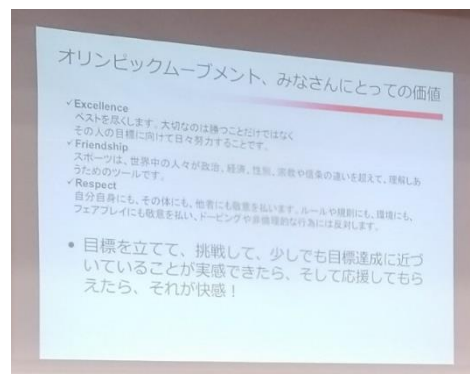 オリンピックムーブメント、みなさんにとっての価値
✓Excellence
ベストを尽くします。大切なのは勝つことだけではなく
その人の目標に向けて日々努力することです。
✓Friendship
スポーツは、世界中の人々が政治、経済、性別、宗教や信条の違いを超えて、理解しあ
うためのツールです。
✓Respect
自分自身にも、その体にも、他者にも敬意を払います。ルールや規則にも、環境にも、
フェアプレイにも敬意を払い、ドーピングや非倫理的な行為には反対します。
• 目標を立てて、挑戦して、少しでも目標達成に近づ
いていることが実感できたら、そして応援してもら
えたら、それが快感！